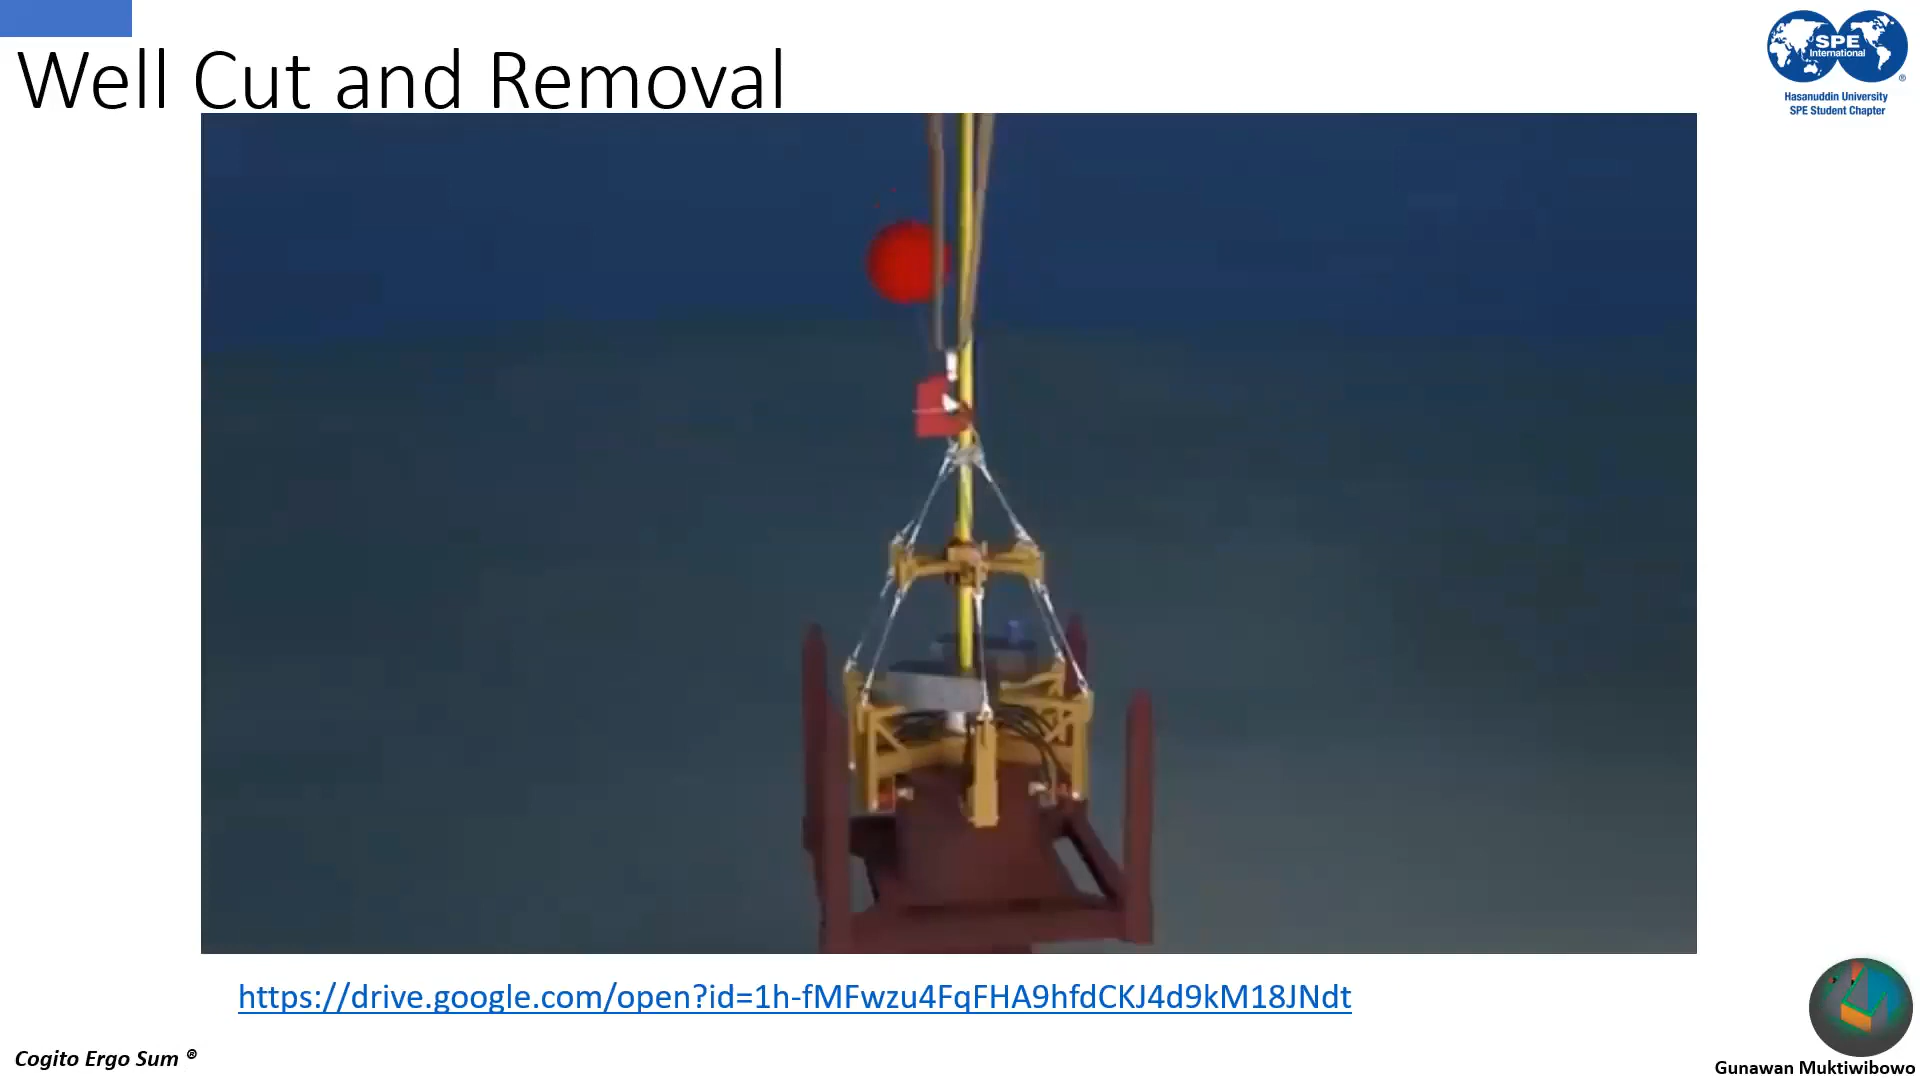 Well Cut and Removal
SPE
International
®
Hasanuddin University
SPE Student Chapter
https://drive.google.com/open?id=1h-fMFwzu4FqFHA9hfdCKJ4d9kM18JNdt
Cogito Ergo Sum ®
Gunawan Muktiwibowo